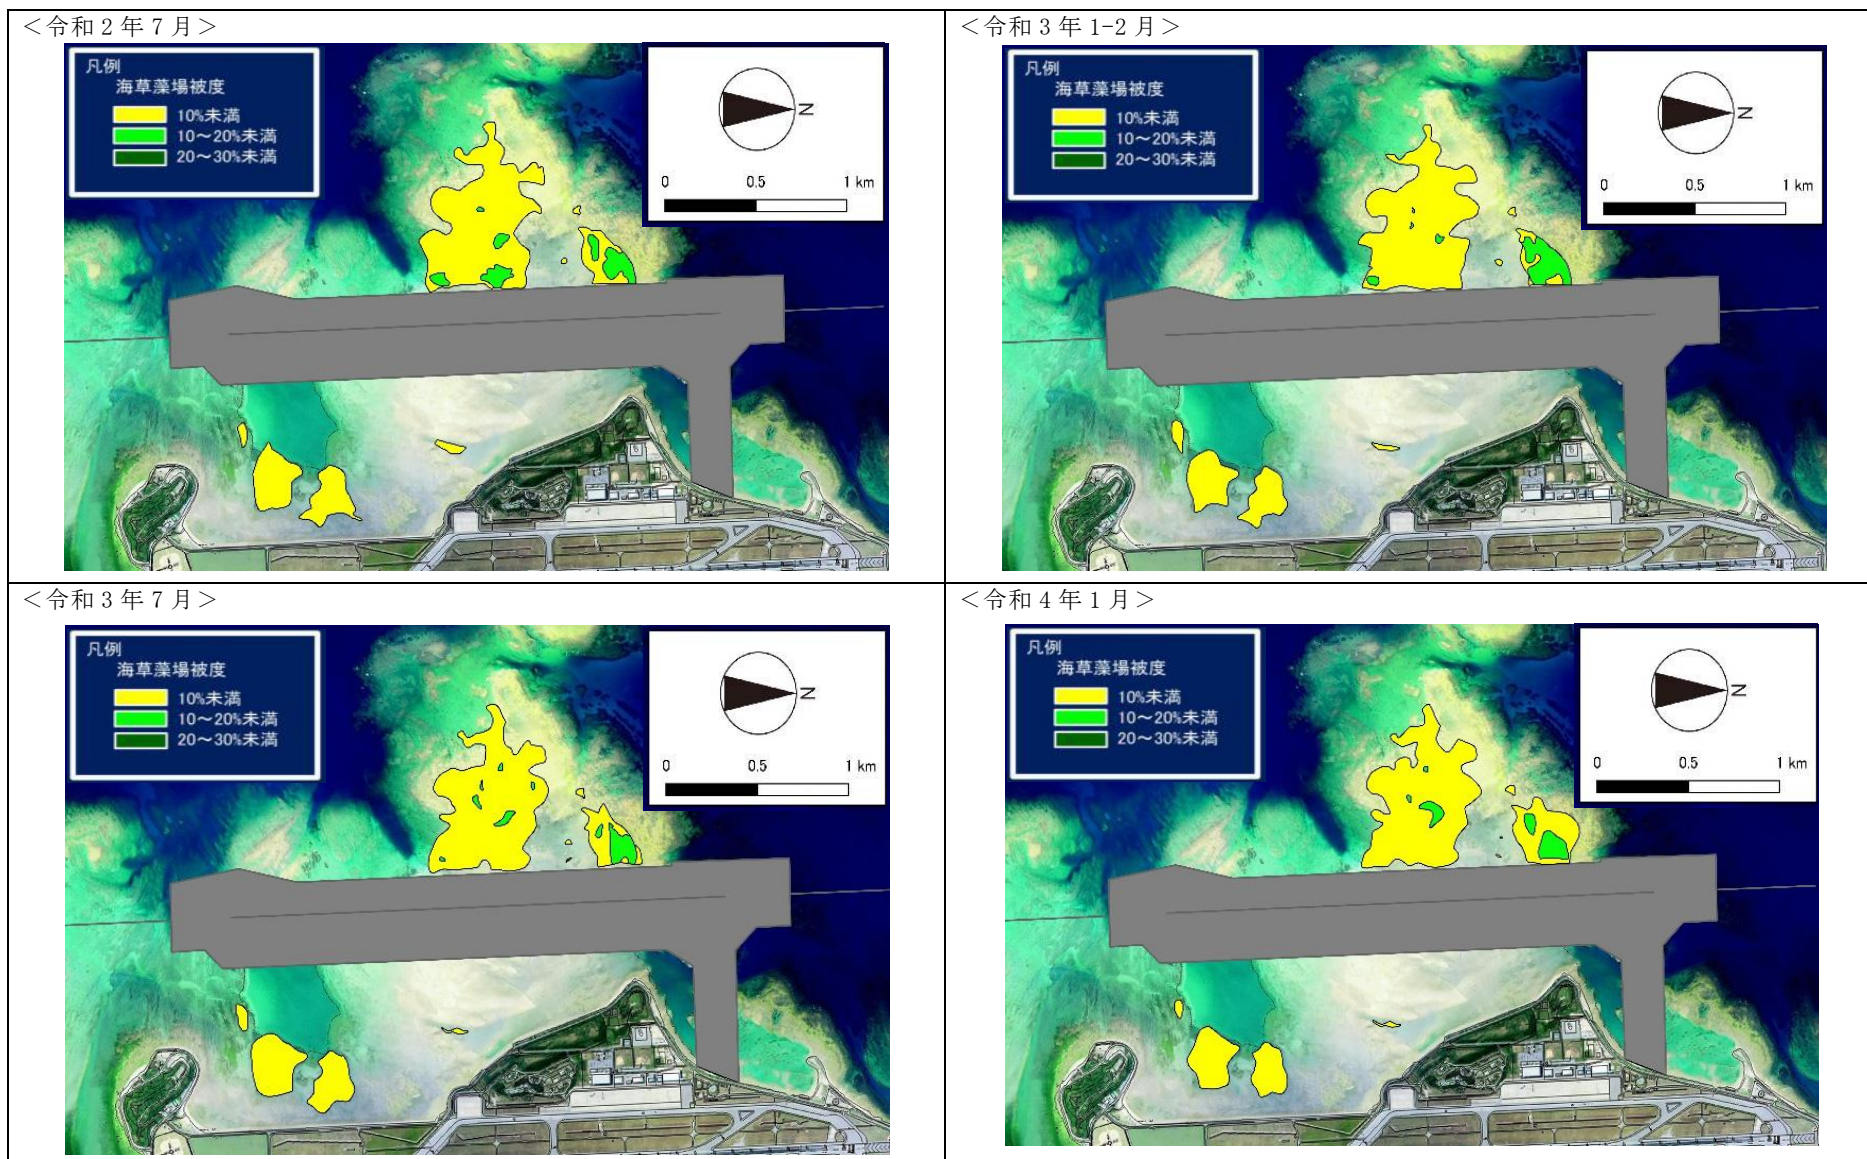 ＜令和２年７月＞
凡例
海草藻場被度
10%未満
10～20%未満
20～30%未満
N
0 0.5 1 km
＜令和３年 1-2 月＞
凡例
海草藻場被度
10%未満
10～20%未満
20～30%未満
N
0 0.5 1 km
＜令和３年７月＞
凡例
海草藻場被度
10%未満
10～20%未満
20～30%未満
N
0 0.5 1 km
＜令和４年１月＞
凡例
海草藻場被度
10%未満
10～20%未満
20～30%未満
N
0 0.5 1 km